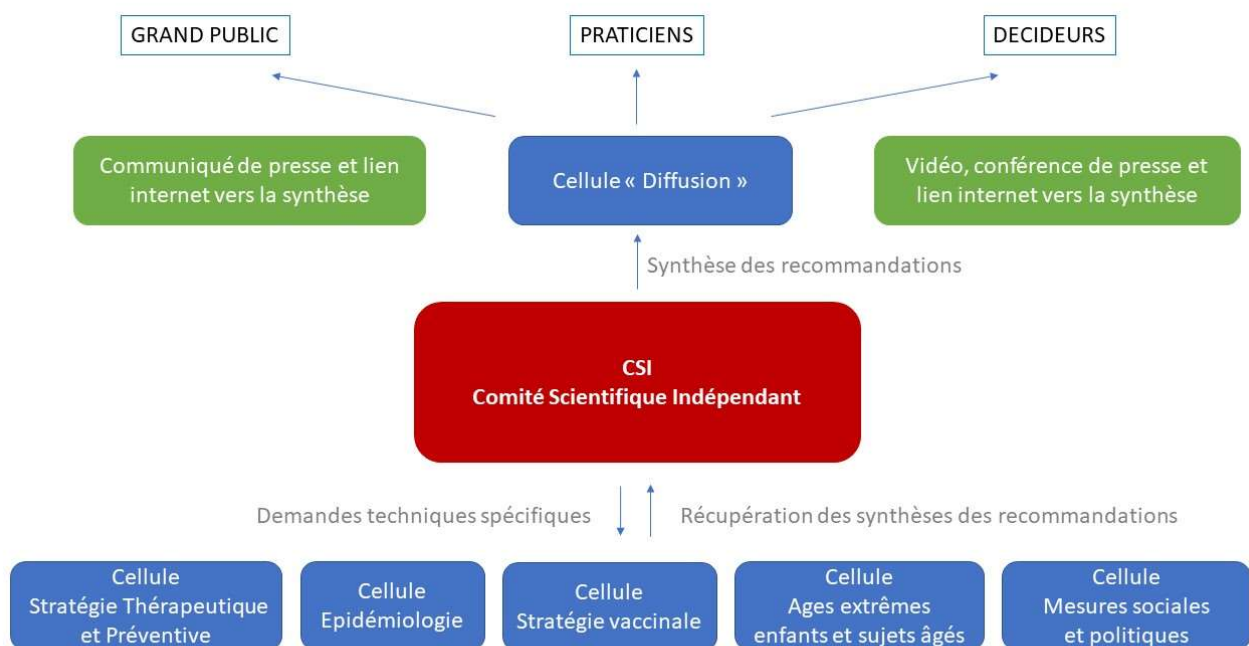 GRAND PUBLIC
PRATICIENS
DECIDEURS
Communiqué de presse et lien
internet vers la synthèse
Cellule « Diffusion »
Vidéo, conférence de presse et
lien internet vers la synthèse
Synthèse des recommandations
CSI
Comité Scientifique Indépendant
Demandes techniques spécifiques
Récupération des synthèses des recommandations
Cellule
Stratégie Thérapeutique
et Préventive
Cellule
Epidémiologie
Cellule
Stratégie vaccinale
Cellule
Ages extrêmes
enfants et sujets âgés
Cellule
Mesures sociales
et politiques